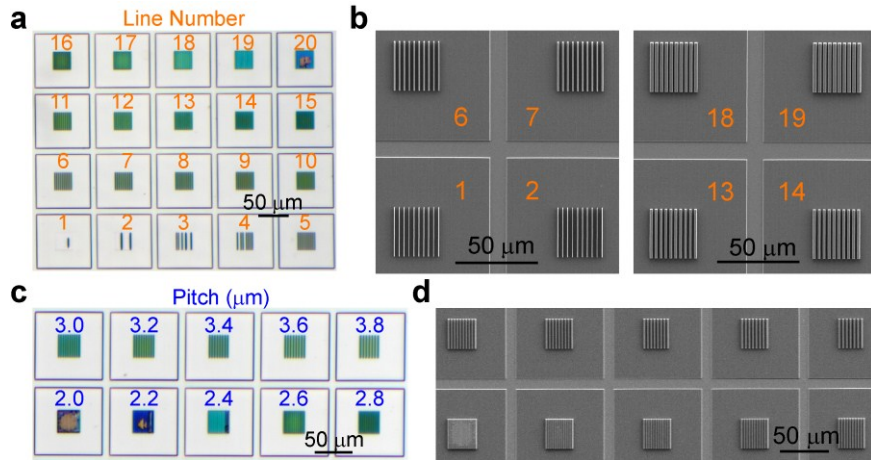 a
Line Number
16 17 18 19 20
11 12 13 14 15
6 7 8 9 10
50 μm
1 2 3 4 5
b
6 7
1 2
50 μm
18 19
13 14
50 μm
c
Pitch (μm)
3.0 3.2 3.4 3.6 3.8
2.0 2.2 2.4 2.6 2.8
50 μm
d
50 μm